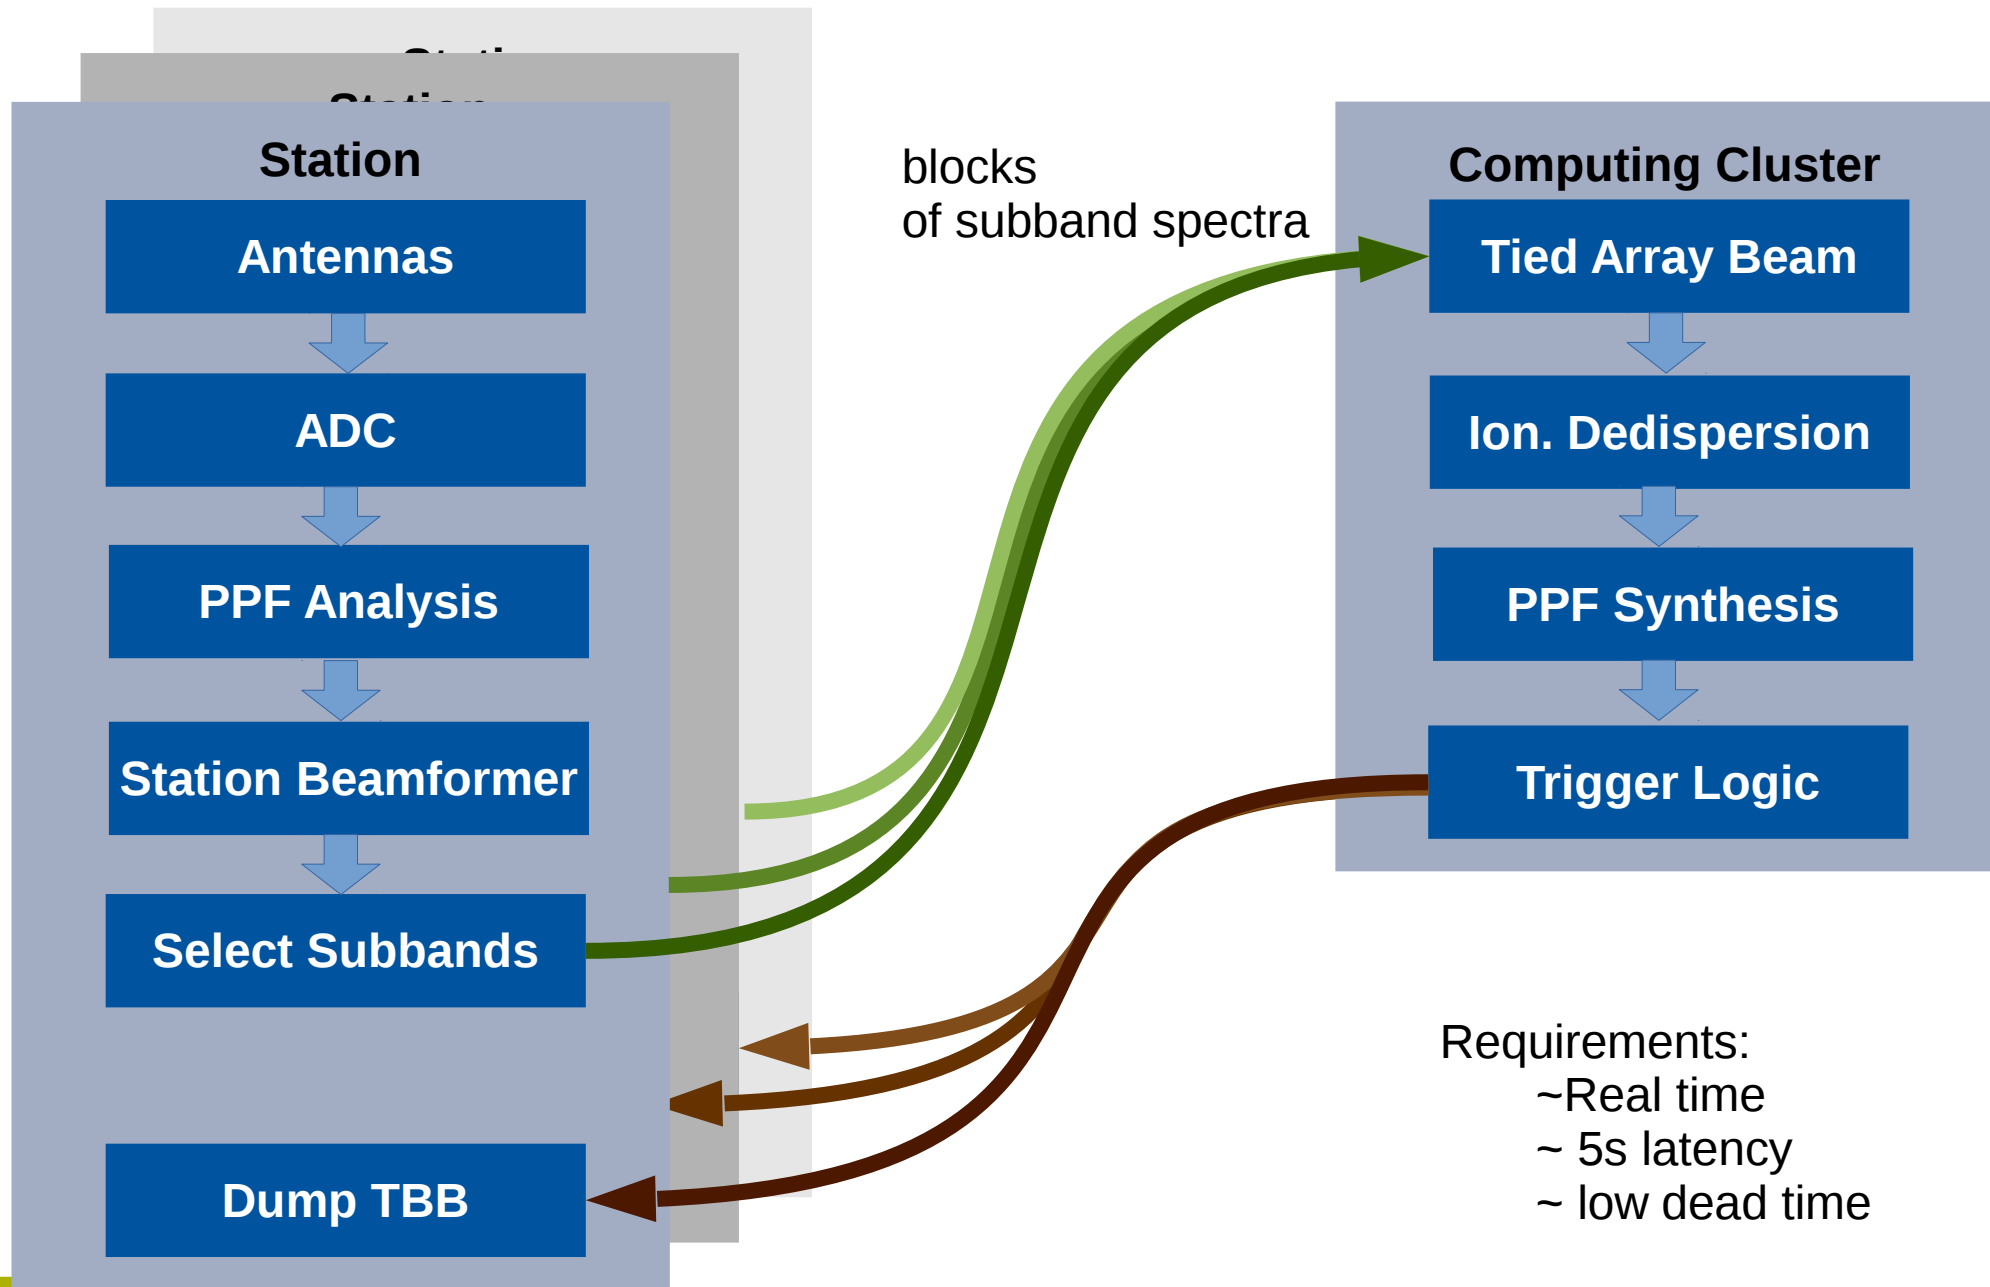 Station
Antennas
ADC
PPF Analysis
Station Beamformer
Select Subbands
Dump TBB
blocks
of subband spectra
Computing Cluster
Tied Array Beam
Ion. Dedispersion
PPF Synthesis
Trigger Logic
Requirements:
~Real time
~ 5s latency
~ low dead time